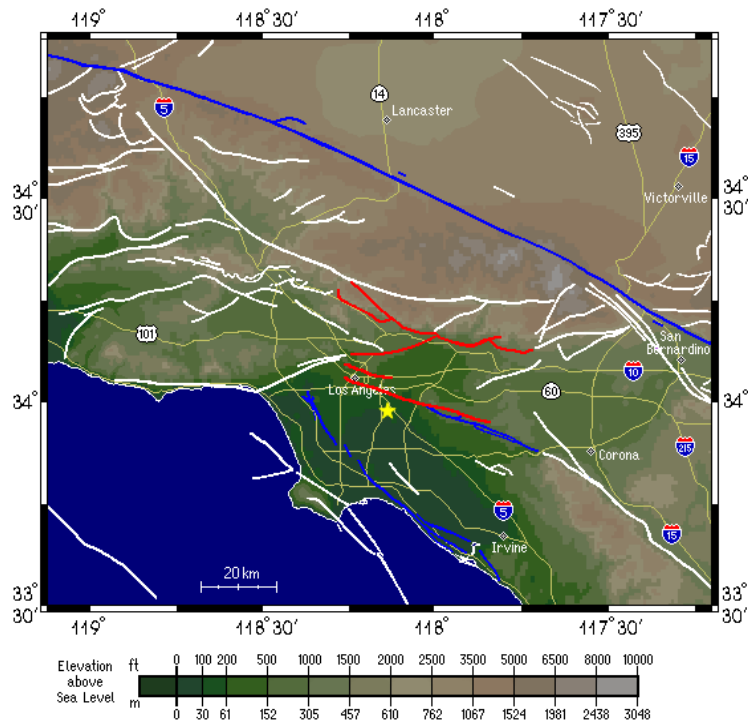 119° 118° 30' 118° 117° 30'
14
Lancaster
5
395
15
34°
30'
34°
30'
Victorville
101
San
Bernardino
Los Angeles
10
34°
34°
60
Corona
215
5
Irvine
15
20 km
33°
30'
33°
30'
119° 118° 30' 118° 117° 30'
Elevation
above
Sea Level
ft 0 100 200 500 1000 1500 2000 2500 3500 5000 6500 8000 10000
m 0 30 61 152 305 457 610 762 1067 1524 1981 2438 3048